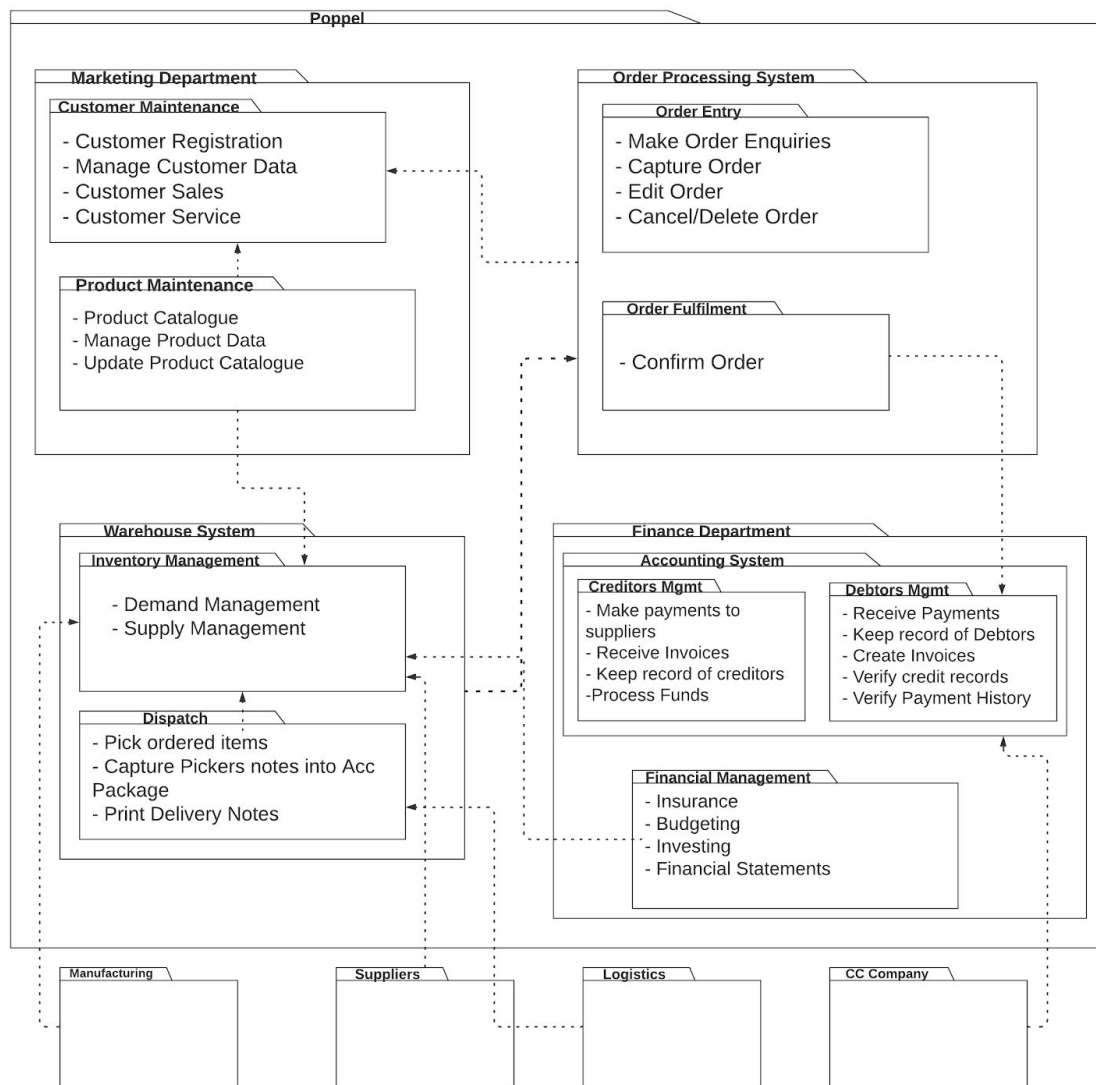 Poppel
Marketing Department
Customer Maintenance
- Customer Registration
- Manage Customer Data
- Customer Sales
- Customer Service
Product Maintenance
- Product Catalogue
- Manage Product Data
- Update Product Catalogue
Order Processing System
Order Entry
- Make Order Enquiries
- Capture Order
- Edit Order
- Cancel/Delete Order
Order Fulfilment
- Confirm Order
Warehouse System
Inventory Management
- Demand Management
- Supply Management
Dispatch
- Pick ordered items
- Capture Pickers notes into Acc
Package
- Print Delivery Notes
Finance Department
Accounting System
Creditors Mgmt
- Make payments to
suppliers
- Receive Invoices
- Keep record of creditors
-Process Funds
Debtors Mgmt
- Receive Payments
- Keep record of Debtors
- Create Invoices
- Verify credit records
- Verify Payment History
Financial Management
- Insurance
- Budgeting
- Investing
- Financial Statements
Manufacturing
Suppliers
Logistics
CC Company